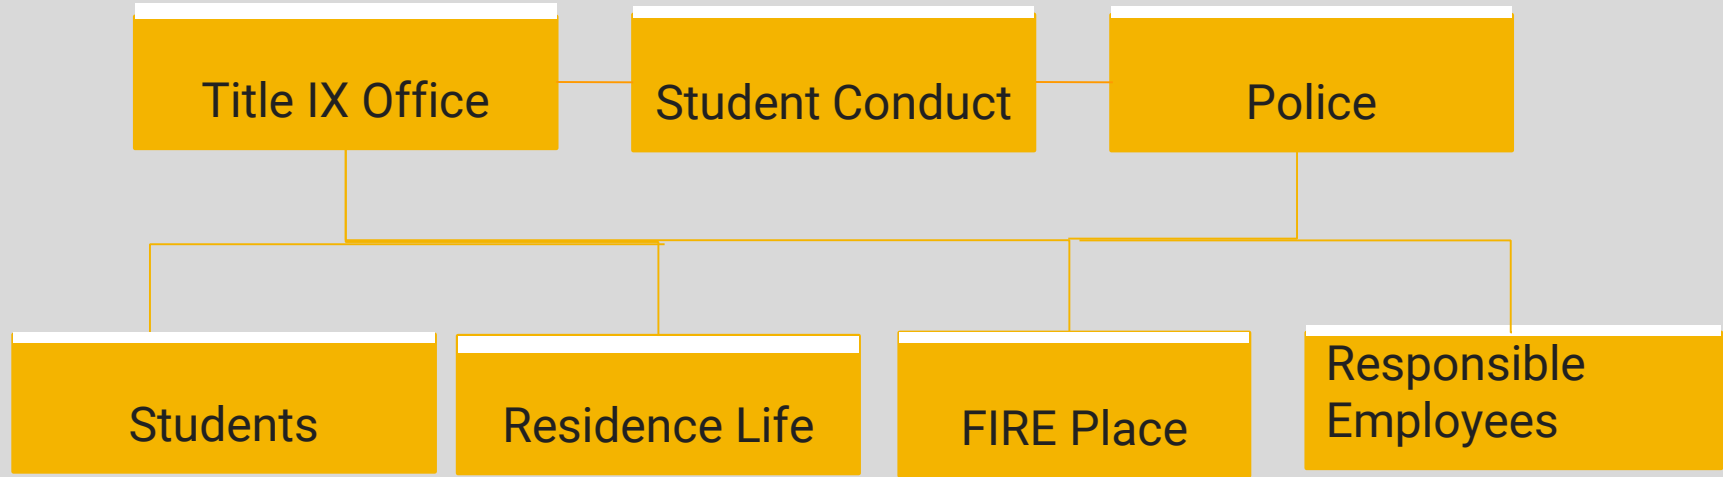 Title IX Office
Student Conduct
Police
Students
Residence Life
FIRE Place
Responsible
Employees